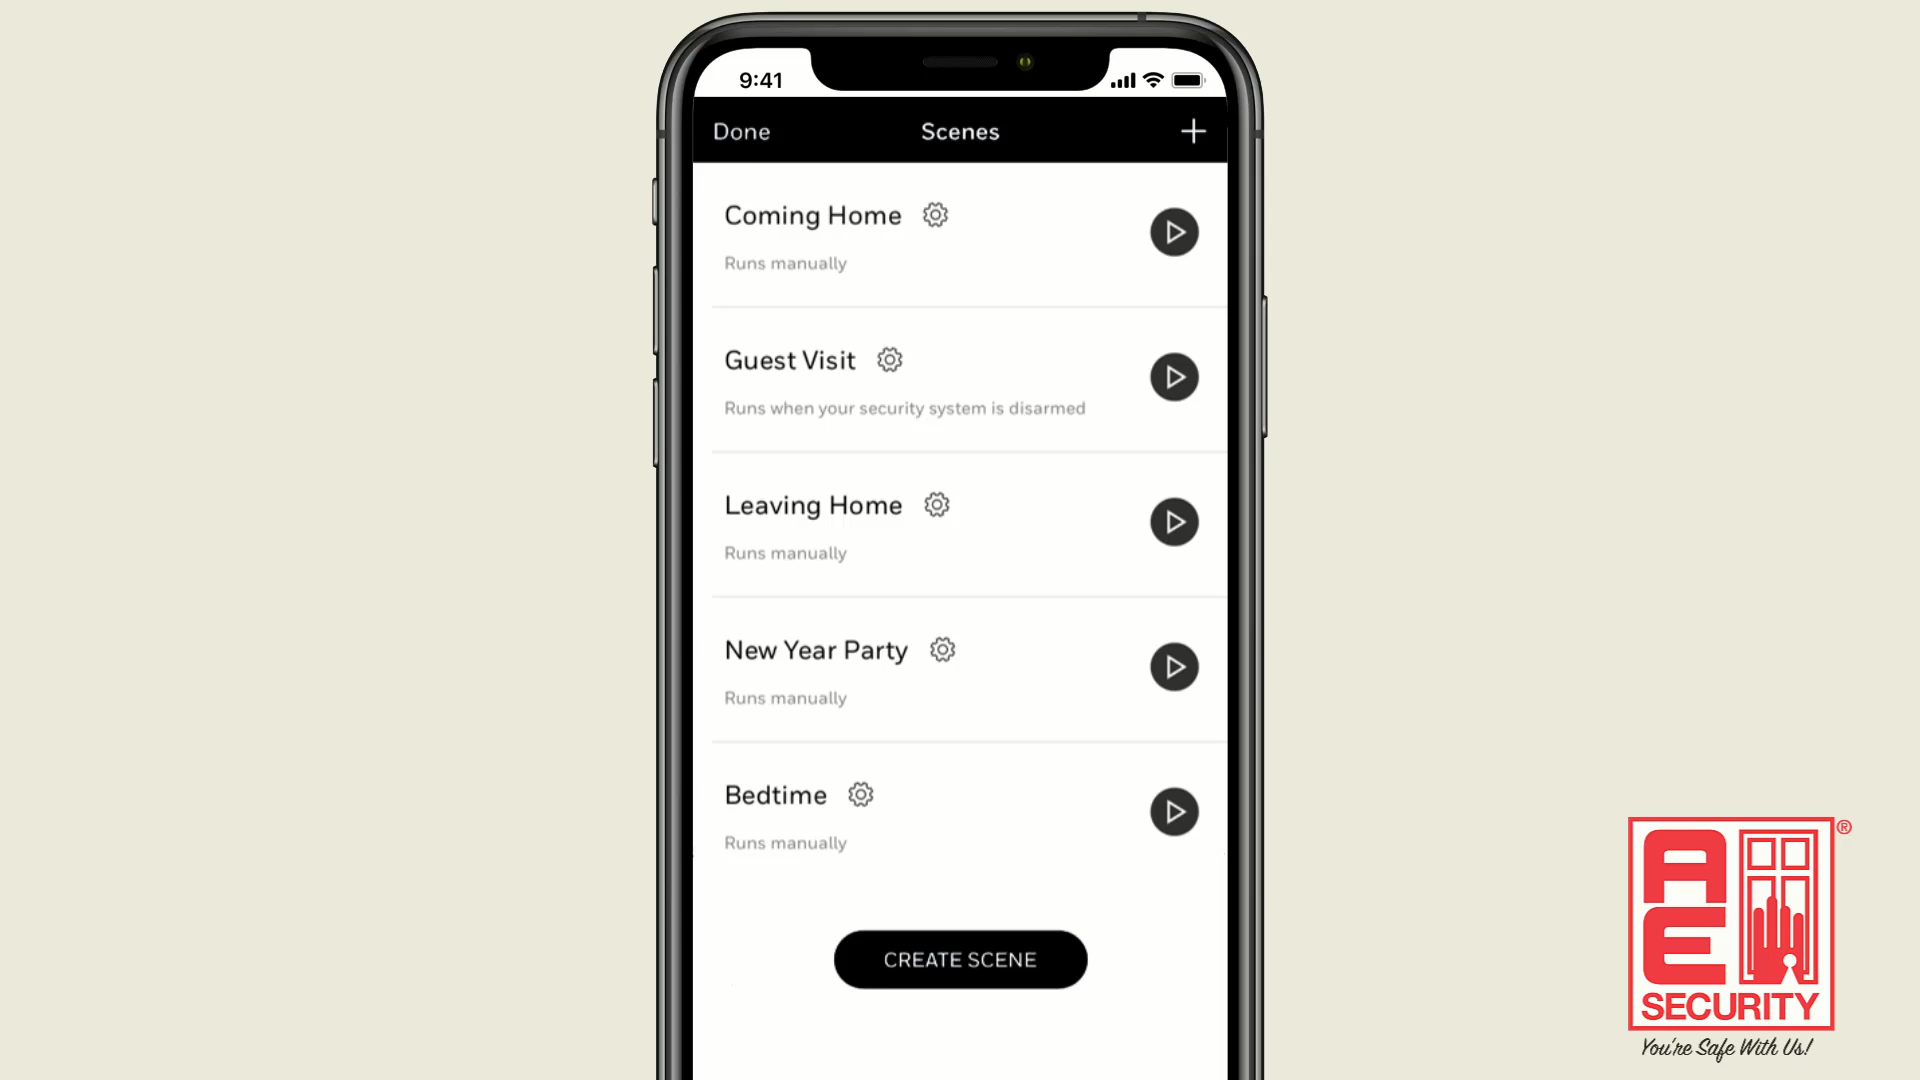 9:41
Done
Scenes
Coming Home
Runs manually
Guest Visit
Runs when your security system is disarmed
Leaving Home
Runs manually
New Year Party
Runs manually
Bedtime
Runs manually
CREATE SCENE
A
E
®
SECURITY
You're Safe With Us!